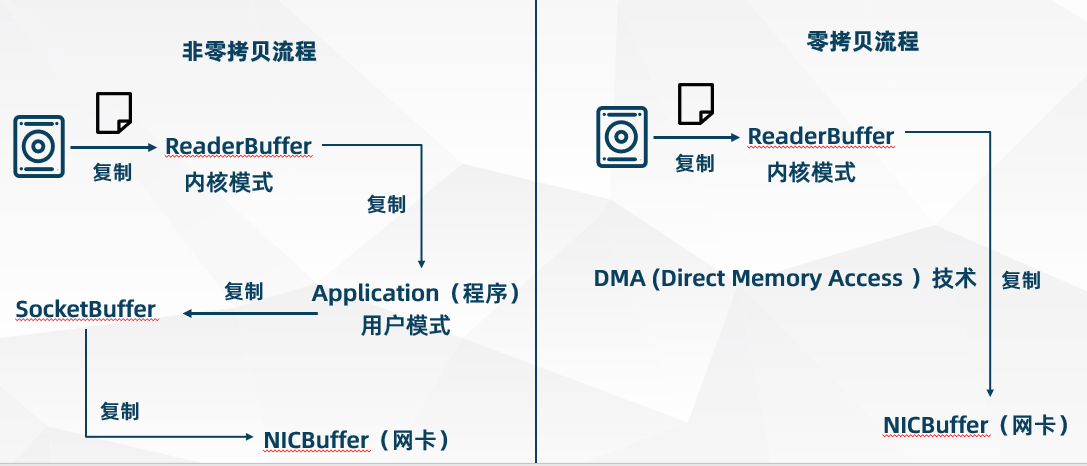 非零拷贝流程
复制
ReaderBuffer
内核模式
复制
Application（程序）
用户模式
复制
SocketBuffer
复制
NICBuffer（网卡）
零拷贝流程
复制
ReaderBuffer
内核模式
DMA (Direct Memory Access ）技术
复制
NICBuffer（网卡）